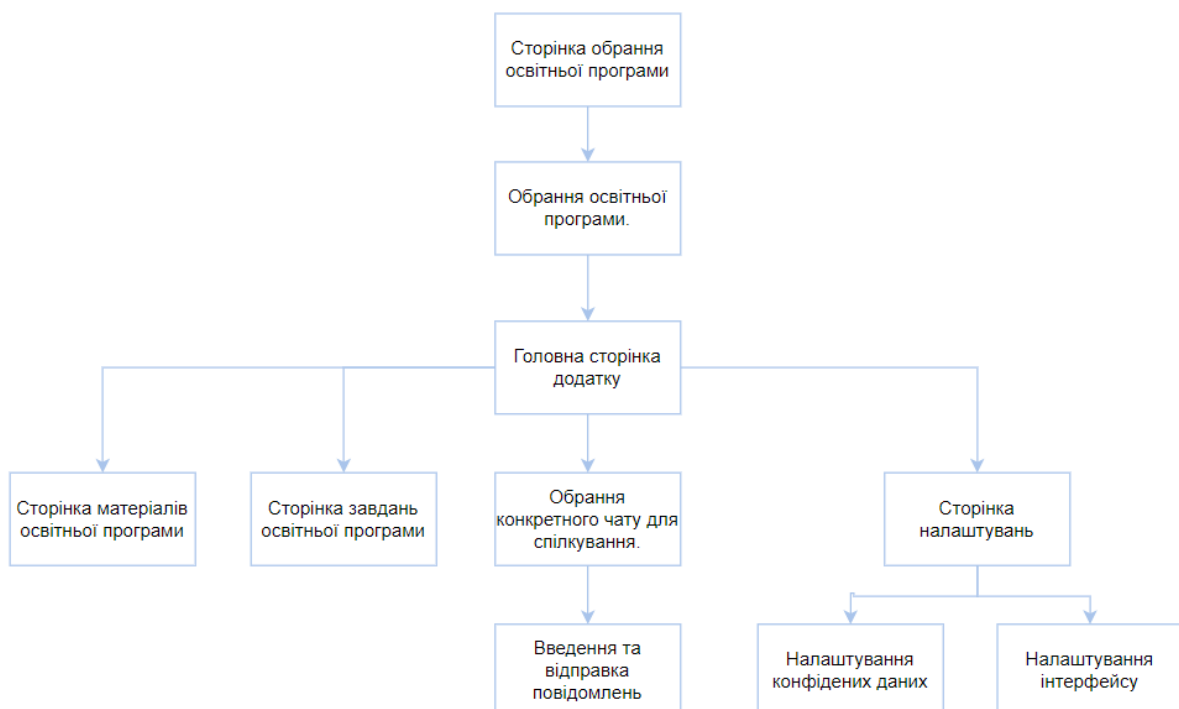 Сторінка обрання
освітньої програми
Обрання освітньої
програми.
Головна сторінка
додатку
Сторінка матеріалів
освітньої програми
Сторінка завдань
освітньої програми
Обрання
конкретного чату для
спілкування.
Сторінка
налаштувань
Введення та
відправка
повідомлень
Налаштування
конфідених даних
Налаштування
інтерфейсу